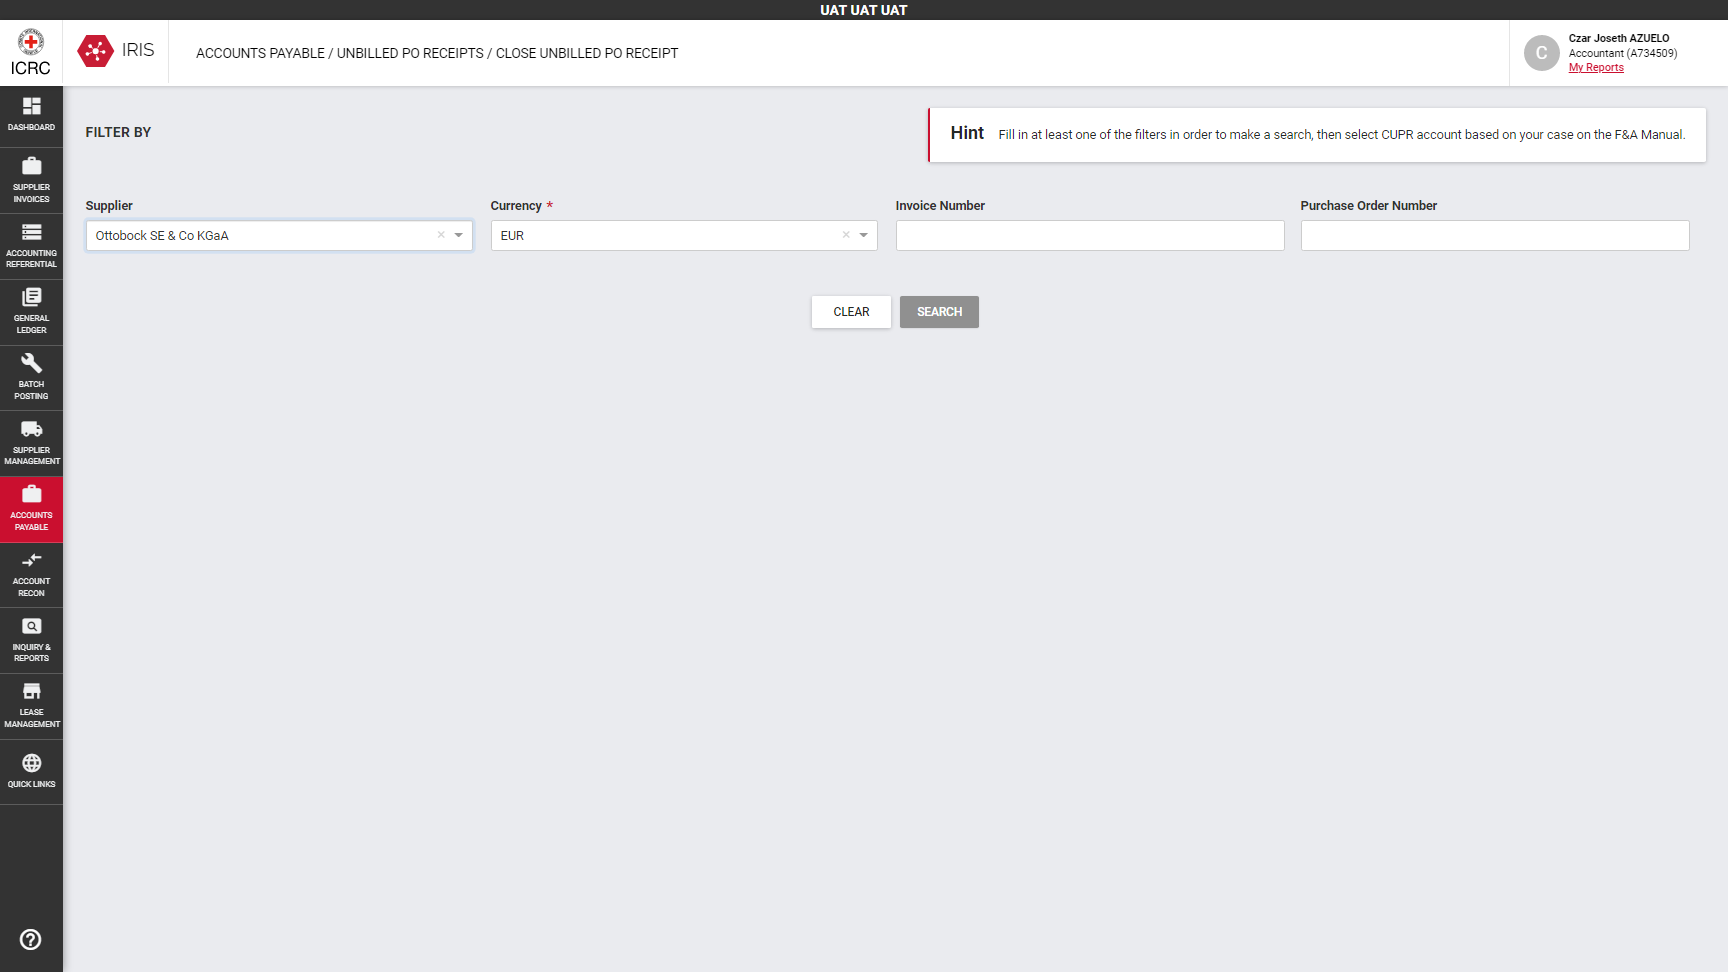 UAT UAT UAT
ICRC
IRIS
ACCOUNTS PAYABLE / UNBILLED PO RECEIPTS / CLOSE UNBILLED PO RECEIPT
C
Czar Joseth AZUELO
Accountant (A734509)
My Reports
DASHBOARD
SUPPLIER
INVOICES
ACCOUNTING
REFERENTIAL
GENERAL
LEDGER
BATCH
POSTING
SUPPLIER
MANAGEMENT
ACCOUNTS
PAYABLE
ACCOUNT
RECON
INQUIRY &
REPORTS
LEASE
MANAGEMENT
QUICK LINKS
FILTER BY
Hint Fill in at least one of the filters in order to make a search, then select CUPR account based on your case on the F&A Manual.
Supplier
Currency *
Invoice Number
Purchase Order Number
Ottobock SE & Co KGaA
EUR
CLEAR
SEARCH